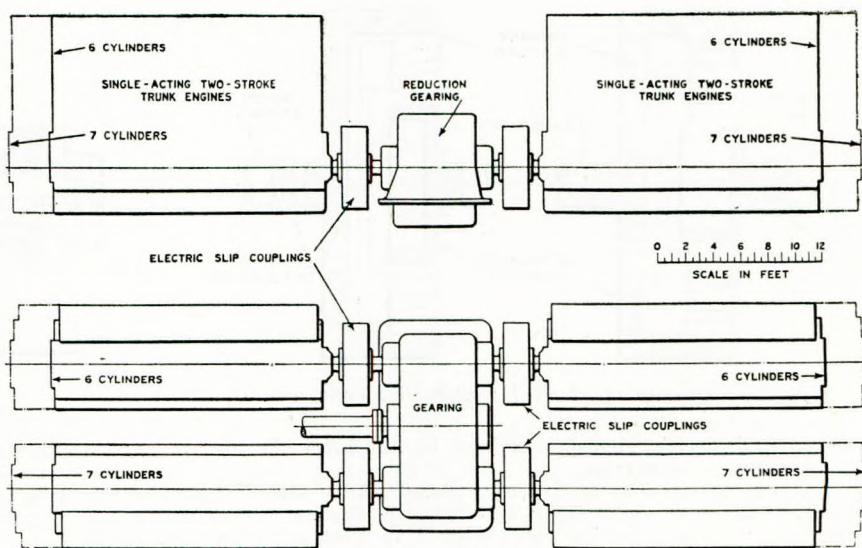 6 CYLINDERS
6 CYLINDERS
SINGLE-ACTING TWO-STROKE
TRUNK ENGINES
REDUCTION
GEARING
SINGLE-ACTING TWO-STROKE
TRUNK ENGINES
7 CYLINDERS
7 CYLINDERS
ELECTRIC SLIP COUPLINGS
0 2 4 6 8 10 12
SCALE IN FEET
6 CYLINDERS
6 CYLINDERS
GEARING
ELECTRIC SLIP COUPLINGS
7 CYLINDERS
7 CYLINDERS